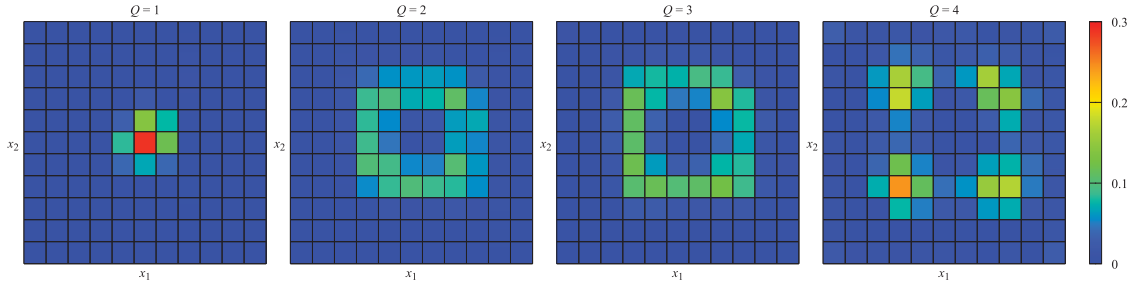 Q = 1
Q = 2
Q = 3
Q = 4
x2
x2
x2
x2
x1
x1
x1
x1
0.3
0.2
0.1
0